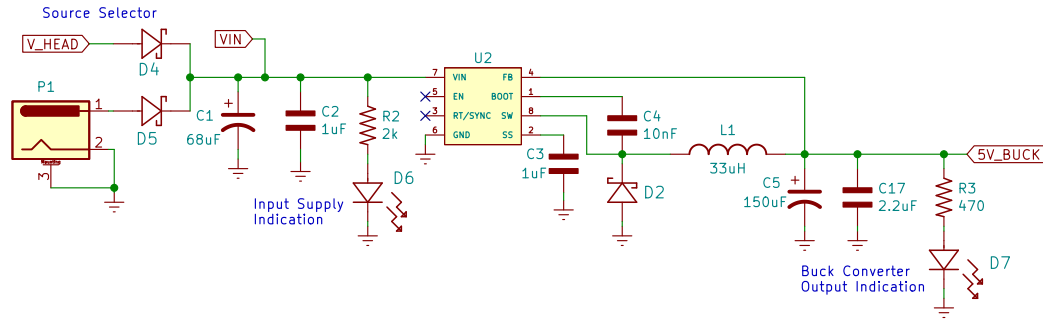 Source Selector
V_HEAD
D4
VIN
P1
1
2
3
D5
C1
68uF
C2
1uF
R2
2k
D6
Input Supply
Indication
U2
7 VIN FB 4
5 EN BOOT 1
3 RT/SYNC SW 8
6 GND SS 2
C4
10nF
C3
1uF
D2
L1
33uH
C5
150uF
C17
2.2uF
5V_BUCK
R3
470
D7
Buck Converter
Output Indication